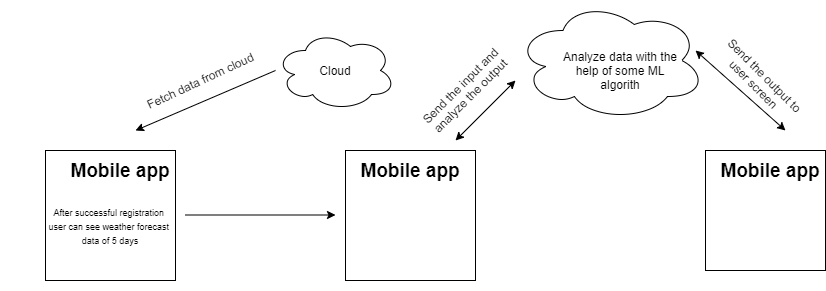 Fetch data from cloud
Cloud
Send the input and
analyze the output
Analyze data with the
help of some ML
algorith
Send the output to
user screen
Mobile app
After successful registration
user can see weather forecast
data of 5 days
Mobile app
Mobile app